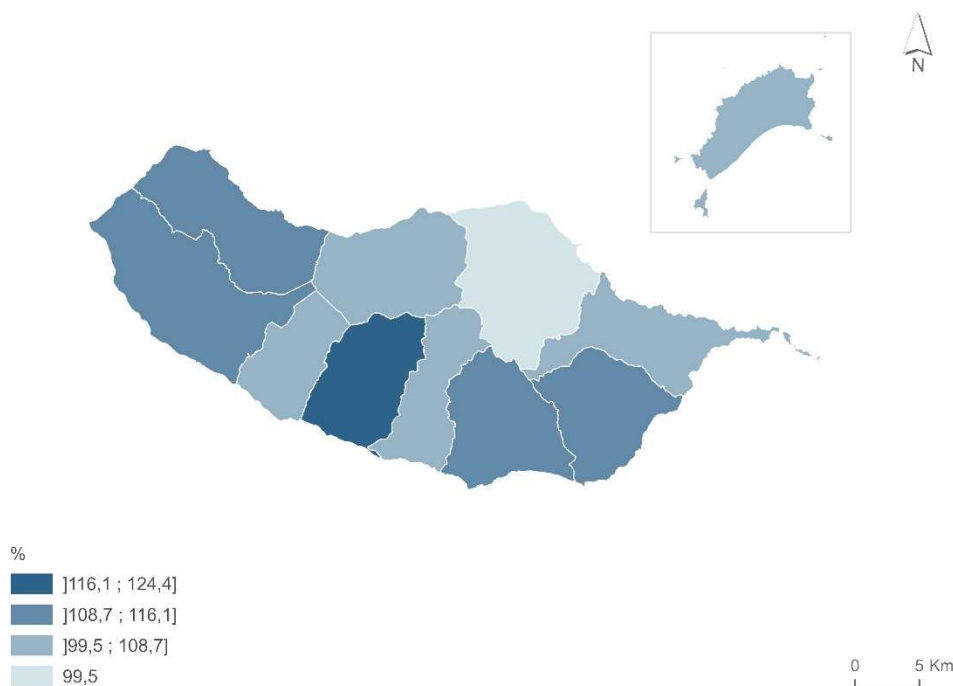 N
%
]116,1 ; 124,4]
]108,7 ; 116,1]
]99,5 ; 108,7]
99,5
0 5 Km